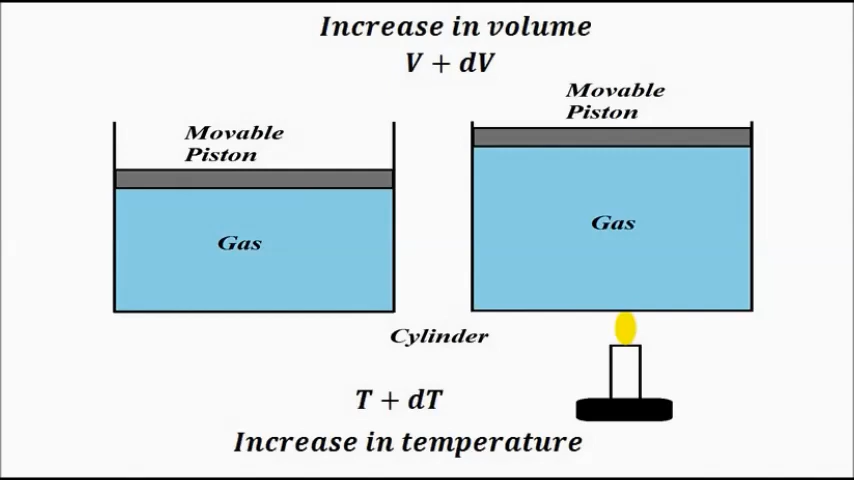 Increase in volume
V + dV
Movable
Piston
Movable
Piston
Gas
Gas
Cylinder
T + dT
Increase in temperature